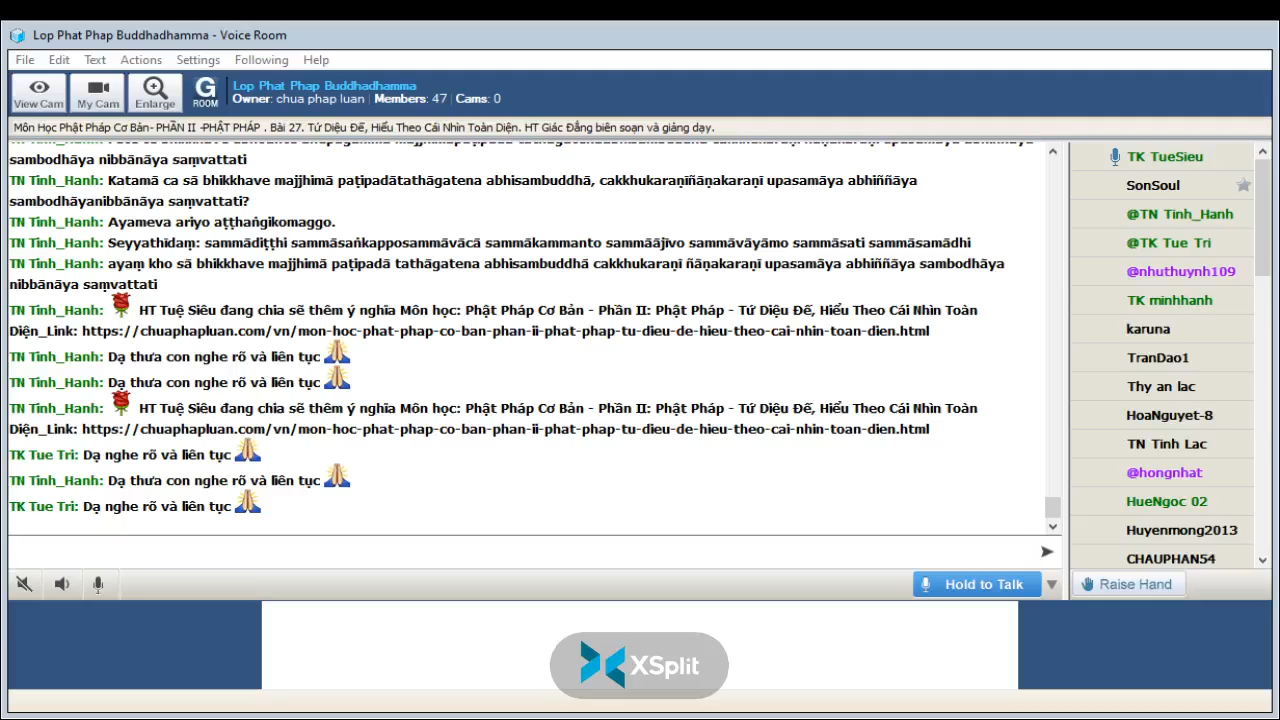 Lop Phat Phap Buddhadhamma - Voice Room
File Edit Text Actions Settings Following Help
View Cam My Cam Enlarge G ROOM
Lop Phat Phap Buddhadhamma
Owner: chua phap luan | Members: 47 | Cams: 0
Môn Học Phật Pháp Cơ Bản- PHẦN II -PHẬT PHÁP . Bài 27. Tứ Diệu Đế, Hiểu Theo Cái Nhìn Toàn Diện. HT Giác Đẳng biên soạn và giảng dạy.
sambodhāya nibbānāya saṃvattati
TN Tinh_Hanh: Katamā ca sā bhikkhave majjhimā paṭipadātathāgatena abhisambuddhā, cakkhukaraṇīñāṇakaraṇī upasamāya abhiññāya
sambodhāyanibbānāya saṃvattati?
TN Tinh_Hanh: Ayameva ariyo aṭṭhaṅgikomaggo.
TN Tinh_Hanh: Seyyathīdaṃ: sammādiṭṭhi sammāsaṅkapposammāvācā sammākammanto sammāājīvo sammāvāyāmo sammāsati sammāsamādhi
TN Tinh_Hanh: ayaṃ kho sā bhikkhave majjhimā paṭipadā tathāgatena abhisambuddhā cakkhukaraṇī ñāṇakaraṇī upasamāya abhiññāya sambodhāya
nibbānāya saṃvattati
TN Tinh_Hanh: HT Tuệ Siêu đang chia sẽ thêm ý nghĩa Môn học: Phật Pháp Cơ Bản - Phần II: Phật Pháp - Tứ Diệu Đế, Hiểu Theo Cái Nhìn Toàn
Diện_Link: https://chuaphapluan.com/vn/mon-hoc-phat-phap-co-ban-phan-ii-phat-phap-tu-dieu-de-hieu-theo-cai-nhin-toan-dien.html
TN Tinh_Hanh: Dạ thưa con nghe rõ và liên tục
TN Tinh_Hanh: Dạ thưa con nghe rõ và liên tục
TN Tinh_Hanh: HT Tuệ Siêu đang chia sẽ thêm ý nghĩa Môn học: Phật Pháp Cơ Bản - Phần II: Phật Pháp - Tứ Diệu Đế, Hiểu Theo Cái Nhìn Toàn
Diện_Link: https://chuaphapluan.com/vn/mon-hoc-phat-phap-co-ban-phan-ii-phat-phap-tu-dieu-de-hieu-theo-cai-nhin-toan-dien.html
TK Tue Tri: Dạ nghe rõ và liên tục
TN Tinh_Hanh: Dạ thưa con nghe rõ và liên tục
TK Tue Tri: Dạ nghe rõ và liên tục
TK TueSieu
SonSoul
@TN Tinh_Hanh
@TK Tue Tri
@nhuthuynh109
TK minhhanh
karuna
TranDao1
Thy an lac
HoaNguyet-8
TN Tinh Lac
@hongnhat
HueNgoc 02
Huyenmong2013
CHAUPHAN54
Hold to Talk
Raise Hand
XSplit